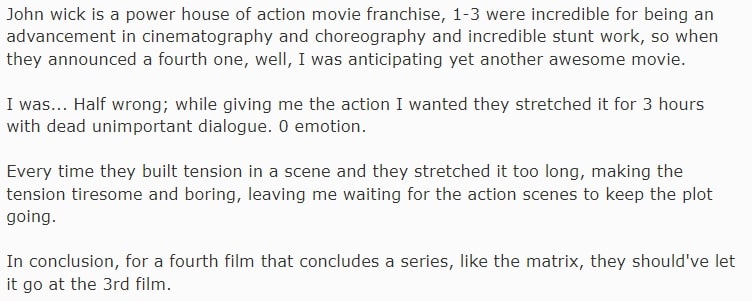 John wick is a power house of action movie franchise, 1-3 were incredible for being an
advancement in cinematography and choreography and incredible stunt work, so when
they announced a fourth one, well, I was anticipating yet another awesome movie.
I was... Half wrong; while giving me the action I wanted they stretched it for 3 hours
with dead unimportant dialogue. 0 emotion.
Every time they built tension in a scene and they stretched it too long, making the
tension tiresome and boring, leaving me waiting for the action scenes to keep the plot
going.
In conclusion, for a fourth film that concludes a series, like the matrix, they should've let
it go at the 3rd film.